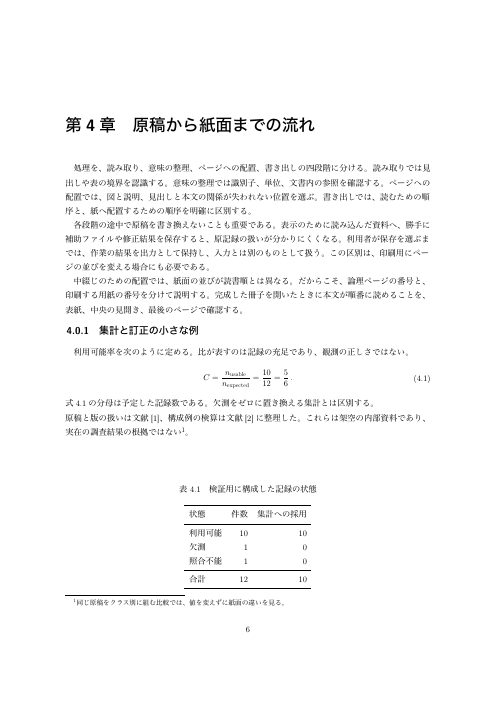 第 4 章　原稿から紙面までの流れ
処理を、読み取り、意味の整理、ページへの配置、書き出しの四段階に分ける。読み取りでは見
出しや表の境界を認識する。意味の整理では識別子、単位、文書内の参照を確認する。ページへの
配置では、図と説明、見出しと本文の関係が失われない位置を選ぶ。書き出しでは、読むための順
序と、紙へ配置するための順序を明確に区別する。
各段階の途中で原稿を書き換えないことも重要である。表示のために読み込んだ資料へ、勝手に
補助ファイルや修正結果を保存すると、原記録の扱いが分かりにくくなる。利用者が保存を選ぶま
では、作業の結果を出力として保持し、入力とは別のものとして扱う。この区別は、印刷用にペー
ジの並びを変える場合にも必要である。
中綴じのための配置では、紙面の並びが読書順とは異なる。だからこそ、論理ページの番号と、
印刷する用紙の番号を分けて説明する。完成した冊子を開いたときに本文が順番に読めることを、
表紙、中央の見開き、最後のページで確認する。
4.0.1　集計と訂正の小さな例
利用可能率を次のように定める。比が表すのは記録の充足であり、観測の正しさではない。
C = n_usable / n_expected = 10/12 = 5/6 . (4.1)
式 4.1 の分母は予定した記録数である。欠測をゼロに置き換える集計とは区別する。
原稿と版の扱いは文献 [1]、構成例の検算は文献 [2] に整理した。これらは架空の内部資料であり、
実在の調査結果の根拠ではない¹。
表 4.1　検証用に構成した記録の状態
状態　件数　集計への採用
利用可能　10　10
欠測　1　0
照合不能　1　0
合計　12　10
¹同じ原稿をクラス別に組む比較では、値を変えずに紙面の違いを見る。
6